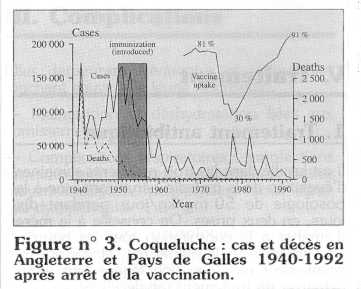 Cases
immunization
(introduced)
91 %
200 000
81 %
Deaths
150 000
Cases
Vaccine
uptake
2 500
2 000
100 000
1 500
1 000
50 000
30 %
Deaths
500
0
0
1940
1950
1960
1970
1980
1990
Year
Figure n° 3. Coqueluche : cas et décès en
Angleterre et Pays de Galles 1940-1992
après arrêt de la vaccination.